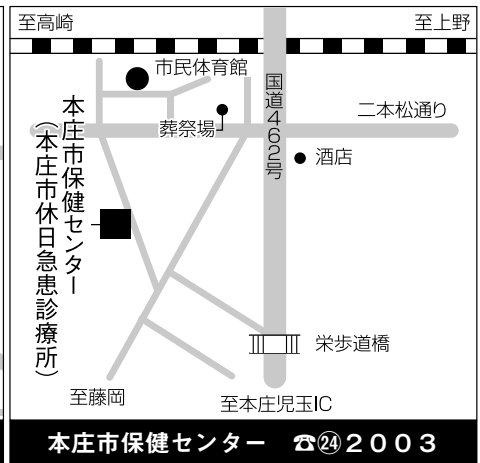 至高崎
至上野
市民体育館
国道462号
二本松通り
葬祭場
酒店
本庄市保健センター
(本庄市休日急患診療所)
栄歩道橋
至藤岡
至本庄児玉IC
本庄市保健センター ☎㉔2003